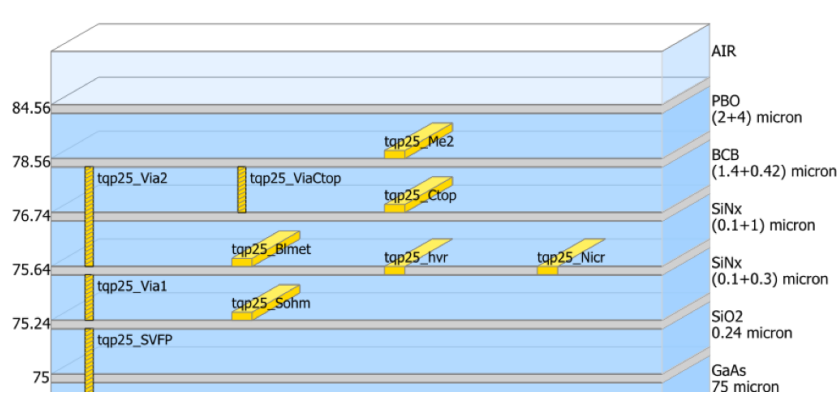 AIR
84.56
PBO
(2+4) micron
tqp25_Me2
78.56
BCB
(1.4+0.42) micron
tqp25_Via2
tqp25_ViaCtop
tqp25_Ctop
76.74
SiNx
(0.1+1) micron
tqp25_Blmet
tqp25_hvr
tqp25_Nicr
75.64
SiNx
(0.1+0.3) micron
tqp25_Via1
tqp25_Sohm
75.24
SiO2
0.24 micron
tqp25_SVFP
75
GaAs
75 micron